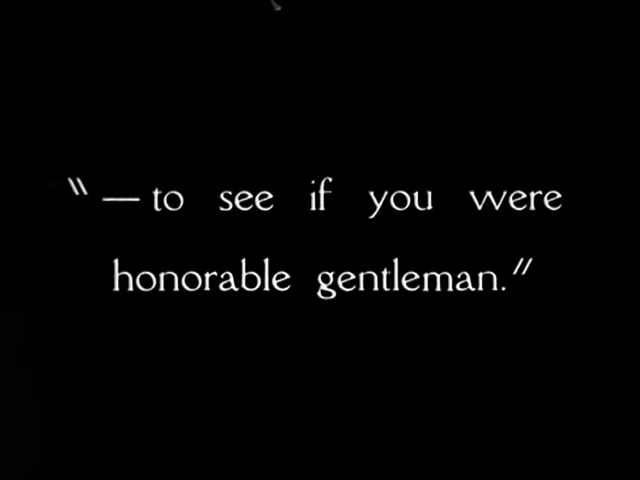 "— to see if you were
honorable gentleman."